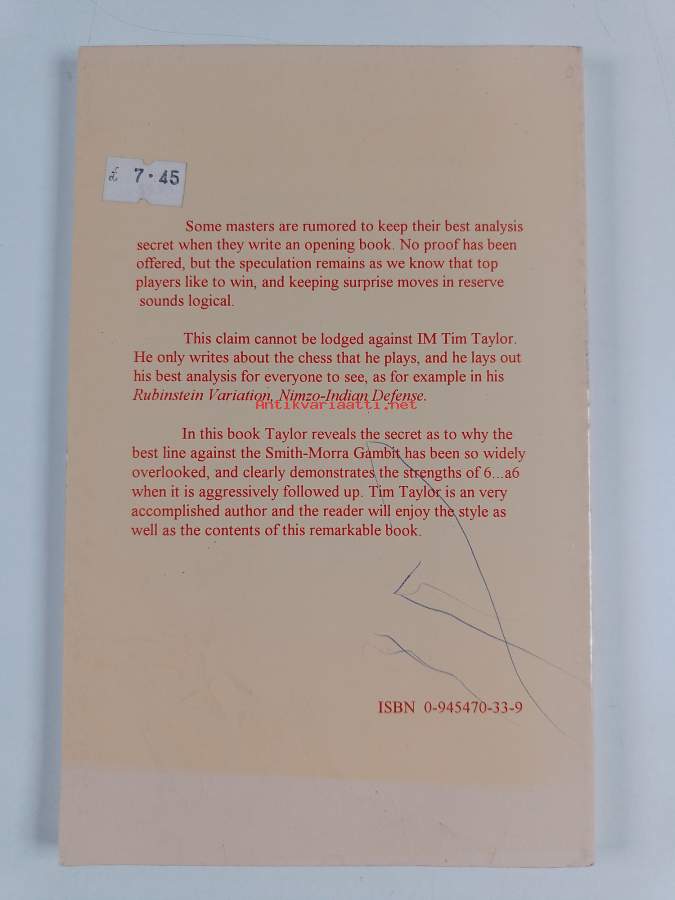 £ 7.45
Some masters are rumored to keep their best analysis
secret when they write an opening book. No proof has been
offered, but the speculation remains as we know that top
players like to win, and keeping surprise moves in reserve
sounds logical.
This claim cannot be lodged against IM Tim Taylor.
He only writes about the chess that he plays, and he lays out
his best analysis for everyone to see, as for example in his
Rubinstein Variation, Nimzo-Indian Defense.
Antikvariaatti.net
In this book Taylor reveals the secret as to why the
best line against the Smith-Morra Gambit has been so widely
overlooked, and clearly demonstrates the strengths of 6...a6
when it is aggressively followed up. Tim Taylor is an very
accomplished author and the reader will enjoy the style as
well as the contents of this remarkable book.
ISBN 0-945470-33-9